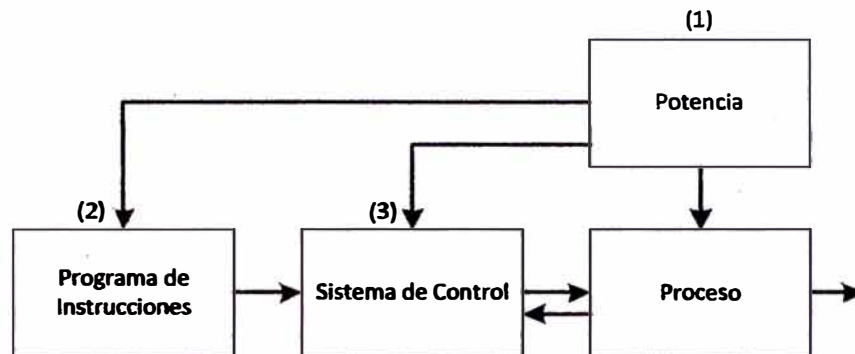 (1)
Potencia
(2)
(3)
Programa de
Instrucciones
Sistema de Control
Proceso